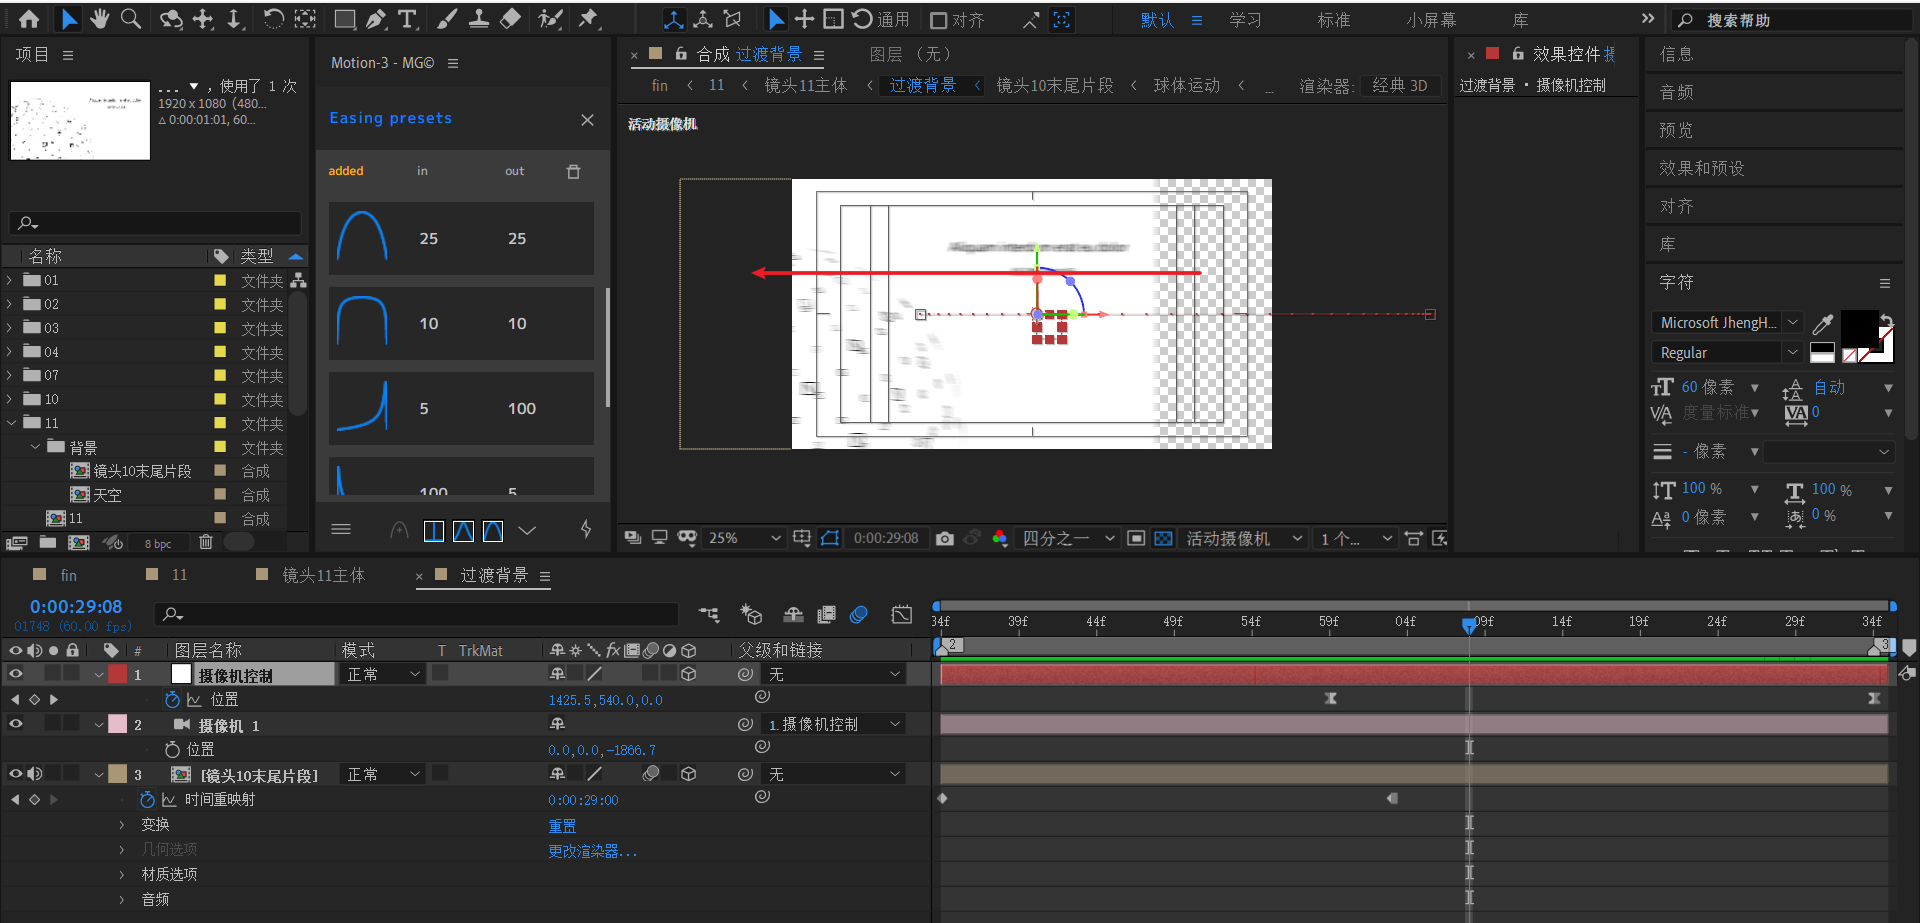 通用
对齐
默认
学习
标准
小屏幕
库
搜索帮助
项目
... ▼ ，使用了 1 次
1920 x 1080 (480...
△ 0:00:01:01, 60...
名称
类型
01
文件夹
02
文件夹
03
文件夹
04
文件夹
07
文件夹
10
文件夹
11
文件夹
背景
文件夹
镜头10末尾片段
合成
天空
合成
11
合成
8 bpc
Motion-3 - MG©
Easing presets
added in out
25 25
10 10
5 100
100 5
合成 过渡背景
图层 （无）
fin
11
镜头11主体
过渡背景
镜头10末尾片段
球体运动
...
渲染器:
经典 3D
活动摄像机
25%
0:00:29:08
四分之一
活动摄像机
1 个...
效果控件 摄
过渡背景 • 摄像机控制
信息
音频
预览
效果和预设
对齐
库
字符
Microsoft JhengH...
Regular
60 像素
自动
度量标准
0
- 像素
100 %
100 %
0 像素
0 %
fin
11
镜头11主体
过渡背景
0:00:29:08
01748 (60.00 fps)
# 图层名称
模式
T TrkMat
父级和链接
34f 39f 44f 49f 54f 59f 04f 09f 14f 19f 24f 29f 34f
2
3
1 摄像机控制
正常
无
位置
1425.5,540.0,0.0
2 摄像机 1
1.摄像机控制
位置
0.0,0.0,-1866.7
3 [镜头10末尾片段]
正常
无
时间重映射
0:00:29:00
变换
重置
几何选项
更改渲染器...
材质选项
音频